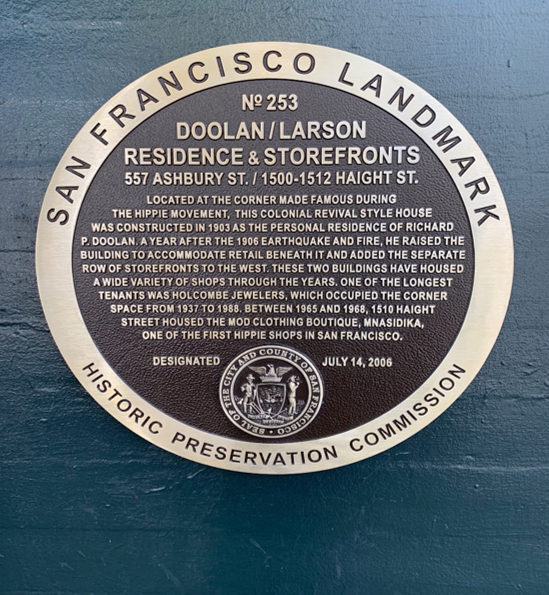 SAN FRANCISCO LANDMARK
Nº 253
DOOLAN / LARSON
RESIDENCE & STOREFRONTS
557 ASHBURY ST. / 1500-1512 HAIGHT ST.
LOCATED AT THE CORNER MADE FAMOUS DURING
THE HIPPIE MOVEMENT, THIS COLONIAL REVIVAL STYLE HOUSE
WAS CONSTRUCTED IN 1903 AS THE PERSONAL RESIDENCE OF RICHARD
P. DOOLAN. A YEAR AFTER THE 1906 EARTHQUAKE AND FIRE, HE RAISED THE
BUILDING TO ACCOMMODATE RETAIL BENEATH IT AND ADDED THE SEPARATE
ROW OF STOREFRONTS TO THE WEST. THESE TWO BUILDINGS HAVE HOUSED
A WIDE VARIETY OF SHOPS THROUGH THE YEARS. ONE OF THE LONGEST
TENANTS WAS HOLCOMBE JEWELERS, WHICH OCCUPIED THE CORNER
SPACE FROM 1937 TO 1988. BETWEEN 1965 AND 1968, 1510 HAIGHT
STREET HOUSED THE MOD CLOTHING BOUTIQUE, MNASIDIKA,
ONE OF THE FIRST HIPPIE SHOPS IN SAN FRANCISCO.
DESIGNATED JULY 14, 2006
SEAL OF THE CITY AND COUNTY OF SAN FRANCISCO
HISTORIC PRESERVATION COMMISSION